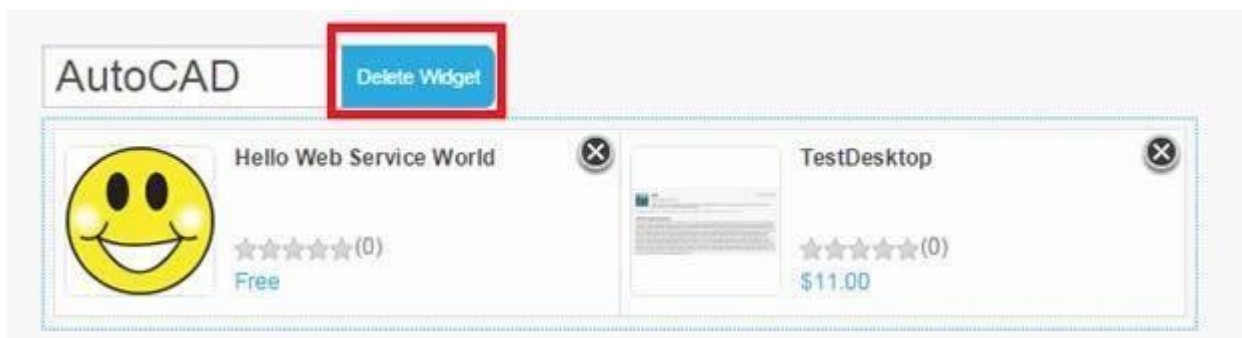 AutoCAD
Delete Widget
Hello Web Service World
(0)
Free
TestDesktop
(0)
$11.00